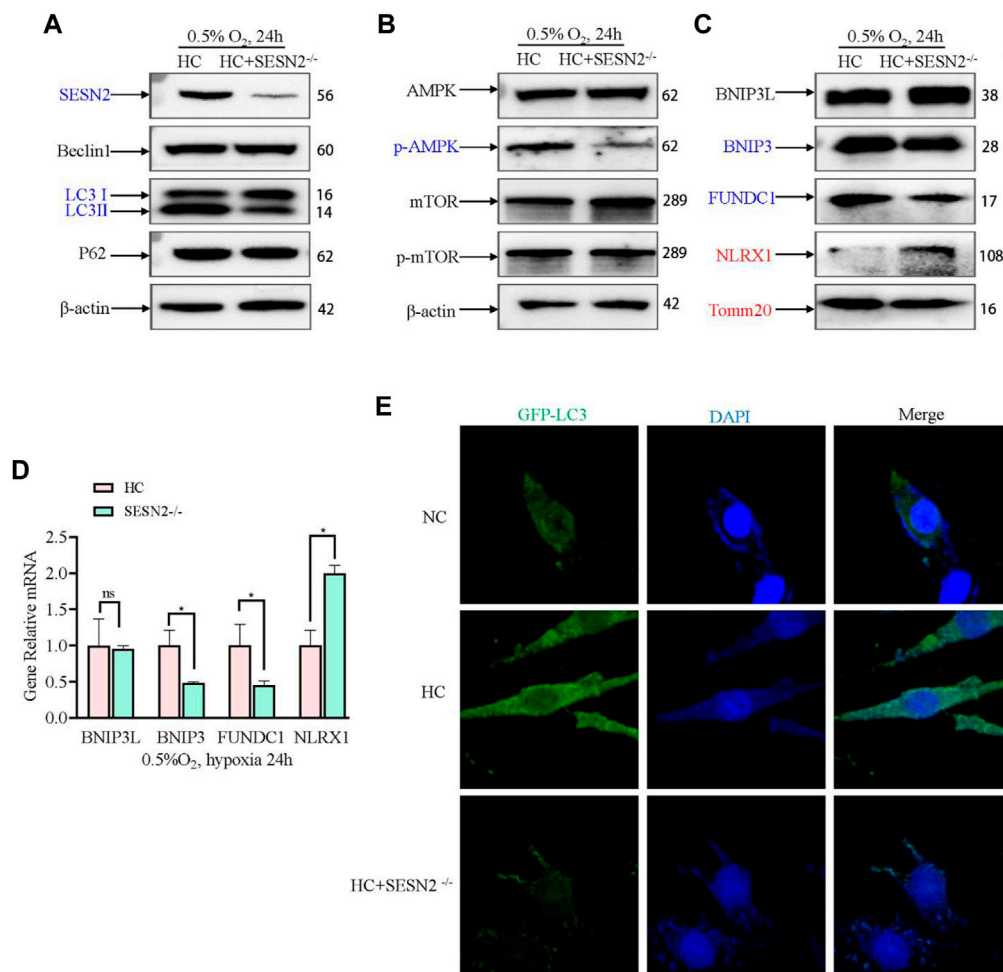 A
0.5% O2, 24h
HC HC+SESN2-/-
SESN2 56
Beclin1 60
LC3 I 16
LC3II 14
P62 62
β-actin 42
B
0.5% O2, 24h
HC HC+SESN2-/-
AMPK 62
p-AMPK 62
mTOR 289
p-mTOR 289
β-actin 42
C
0.5% O2, 24h
HC HC+SESN2-/-
BNIP3L 38
BNIP3 28
FUNDC1 17
NLRX1 108
Tomm20 16
D
HC
SESN2-/-
Gene Relative mRNA
2.5
2.0
1.5
1.0
0.5
0.0
ns
*
*
*
BNIP3L BNIP3 FUNDC1 NLRX1
0.5%O2, hypoxia 24h
E
GFP-LC3 DAPI Merge
NC
HC
HC+SESN2 -/-